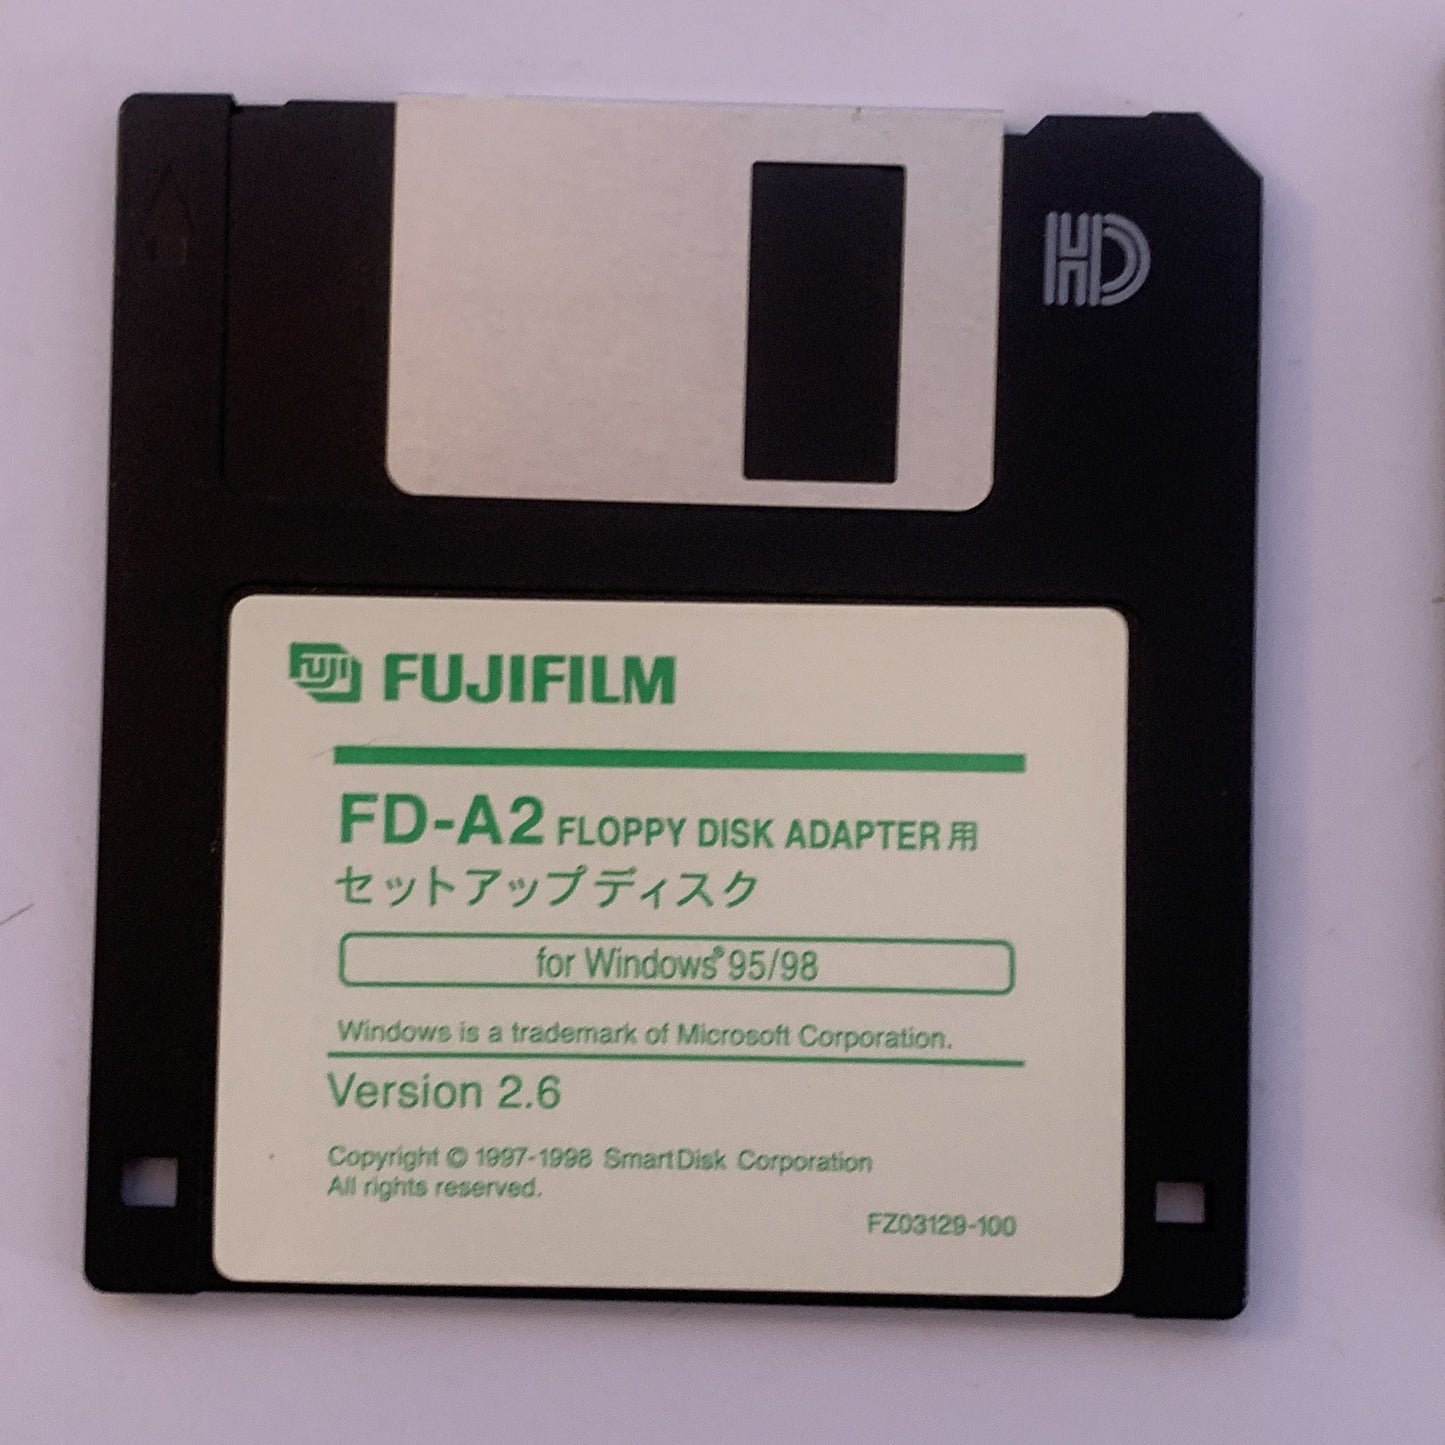 HD
FUJI FUJIFILM
FD-A2 FLOPPY DISK ADAPTER用
セットアップディスク
for Windows® 95/98
Windows is a trademark of Microsoft Corporation.
Version 2.6
Copyright © 1997-1998 SmartDisk Corporation
All rights reserved.
FZ03129-100